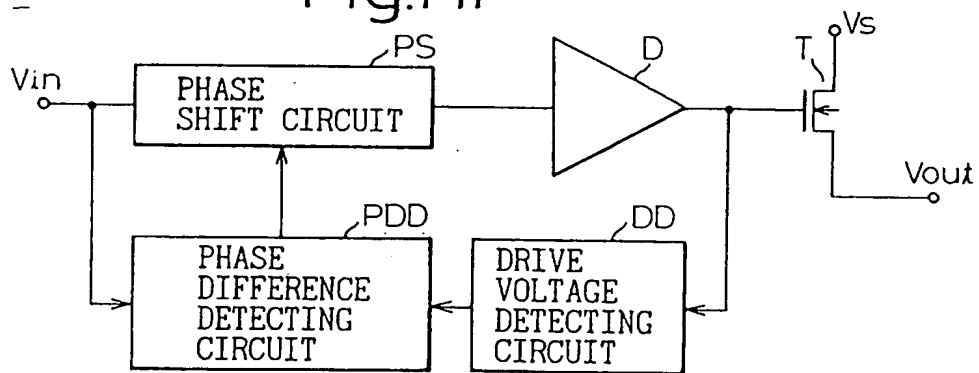 PS
D
Vs
T
Vin
PHASE
SHIFT CIRCUIT
Vout
PDD
DD
PHASE
DIFFERENCE
DETECTING
CIRCUIT
DRIVE
VOLTAGE
DETECTING
CIRCUIT